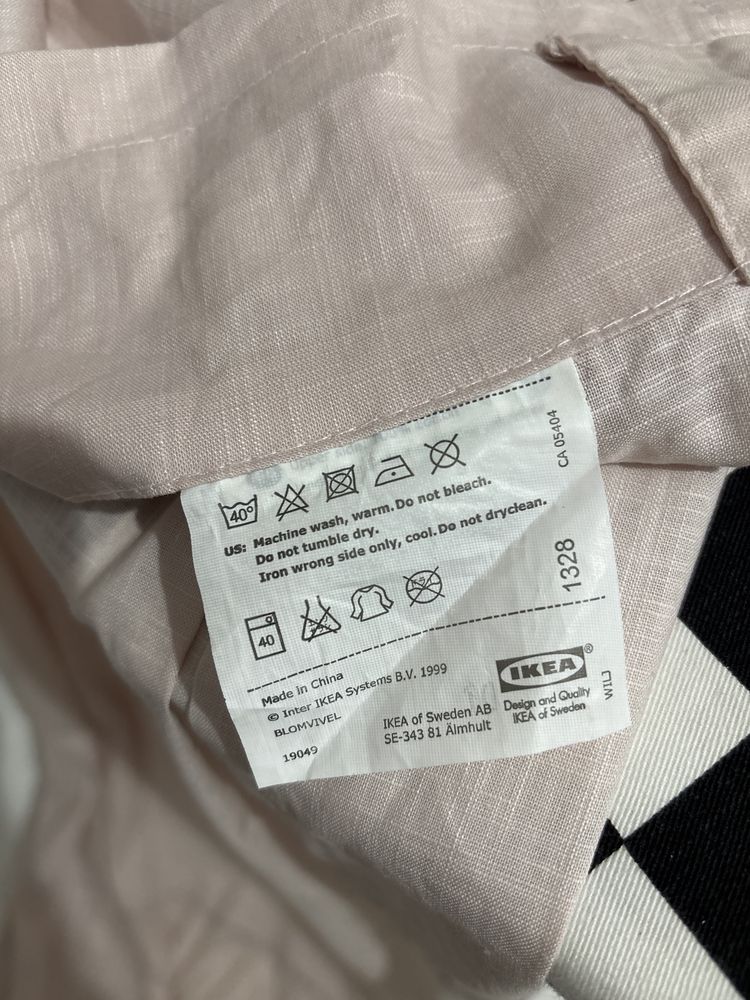 CA 05404
40°
US: Machine wash, warm. Do not bleach.
Do not tumble dry.
Iron wrong side only, cool. Do not dryclean.
1328
40
Made in China
© Inter IKEA Systems B.V. 1999
BLOMVIVEL
19049
IKEA of Sweden AB
SE-343 81 Älmhult
IKEA®
Design and Quality
IKEA of Sweden
WILJ